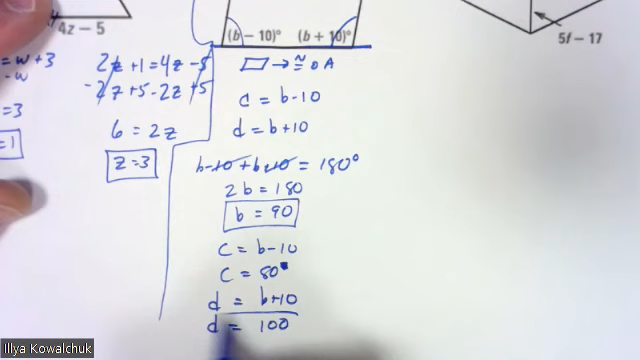 4z – 5
(b – 10)° (b + 10)°
5f – 17
= w + 3
- w
= 3
= 1
2z + 1 = 4z - 5
-2z + 5 - 2z + 5
6 = 2z
z = 3
▱ → ≅ o A
c = b - 10
d = b + 10
b - 10 + b + 10 = 180°
2b = 180
b = 90
c = b - 10
c = 80°
d = b + 10
d = 100
Illya Kowalchuk